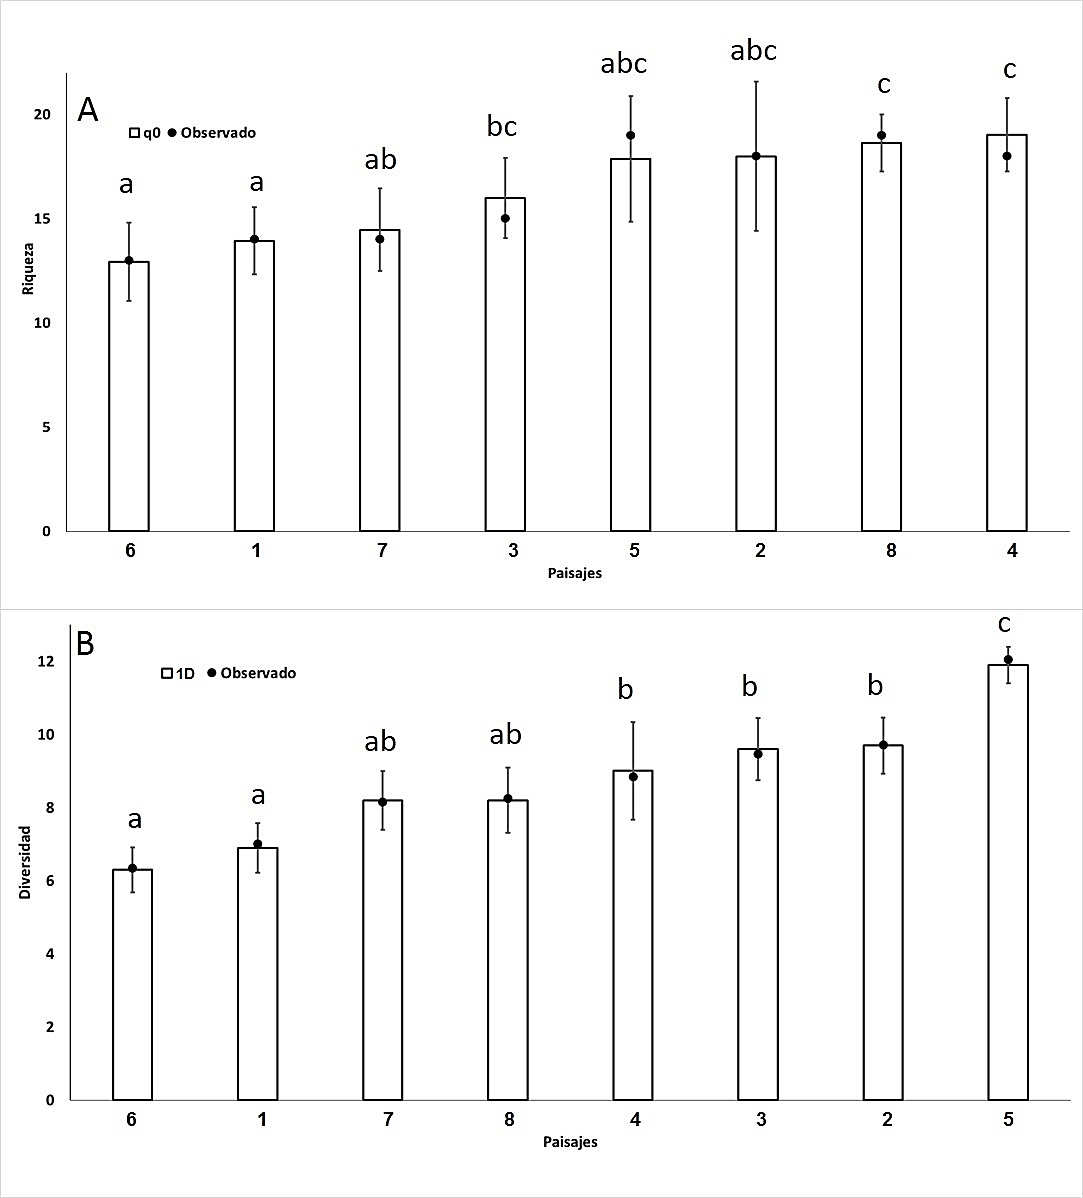 abc
abc
c
c
A
20
q0 Observado
bc
ab
a
a
15
Riqueza
10
5
0
6 1 7 3 5 2 8 4
Paisajes
B
c
12
1D Observado
b
b
b
10
ab
ab
a
a
8
Diversidad
6
4
2
0
6 1 7 8 4 3 2 5
Paisajes